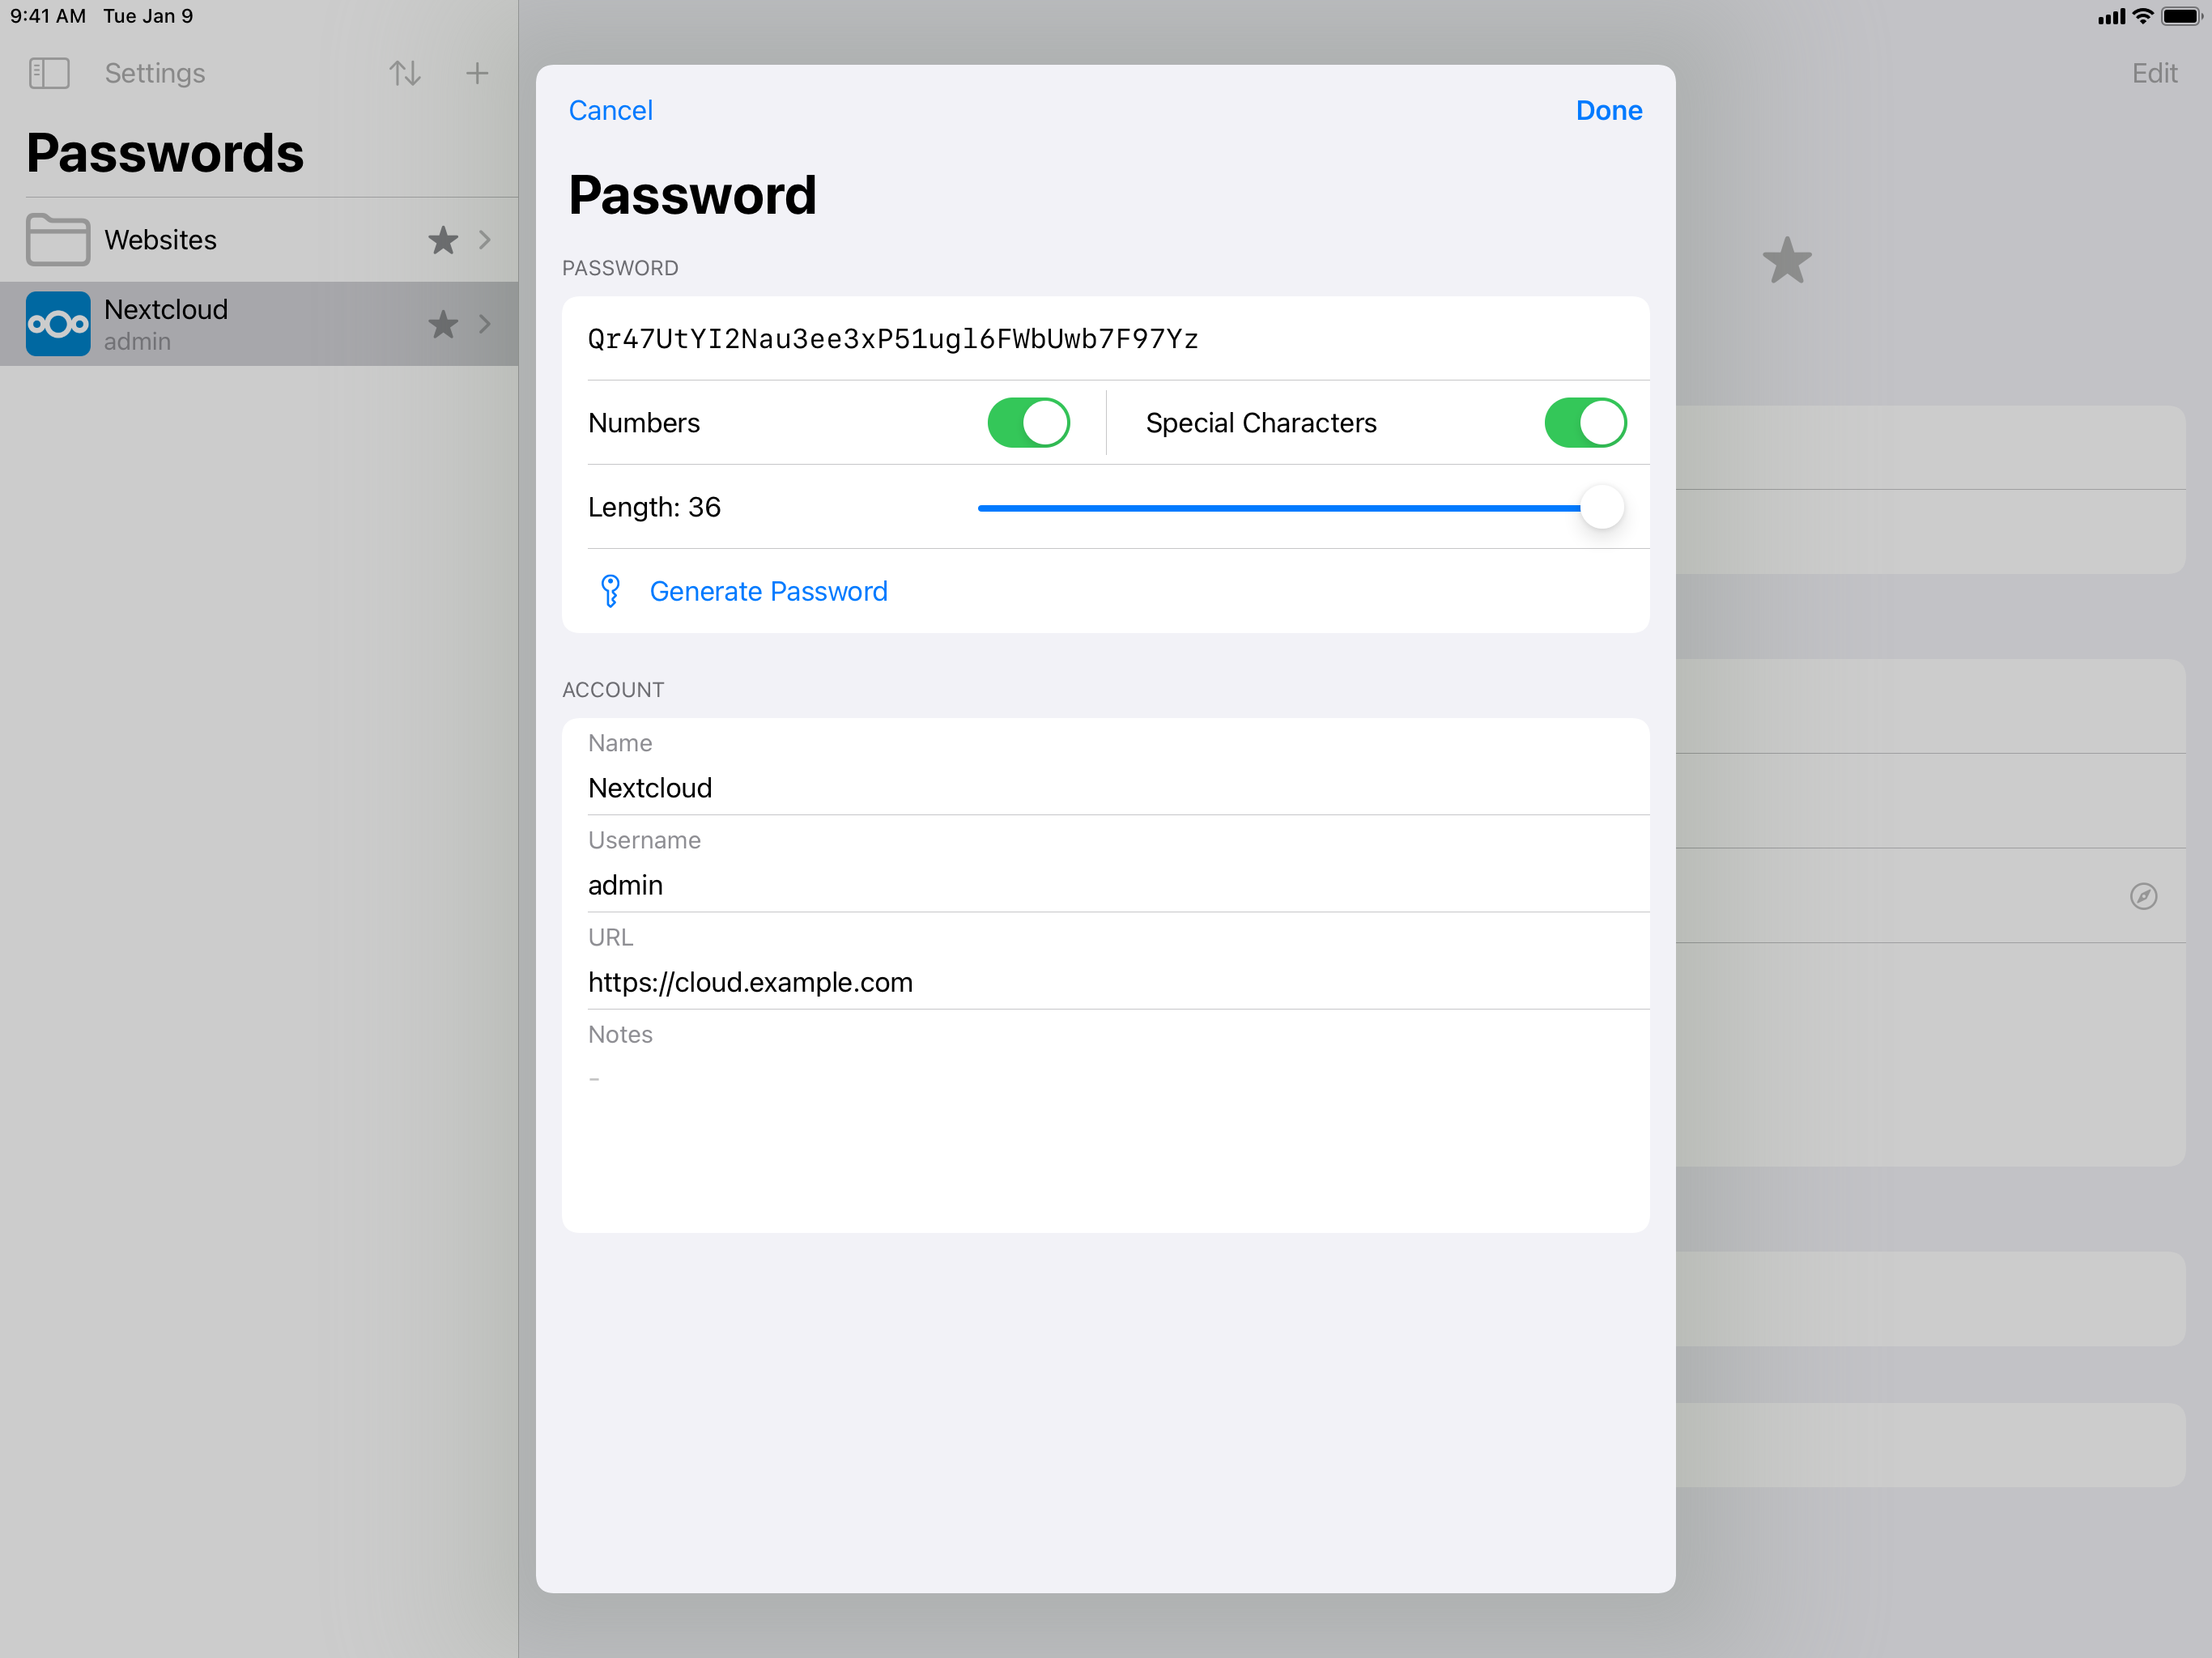 9:41 AM Tue Jan 9
Settings
Edit
Passwords
Websites
Nextcloud
admin
Cancel
Done
Password
PASSWORD
Qr47UtYI2Nau3ee3xP51ugl6FWbUwb7F97Yz
Numbers
Special Characters
Length: 36
Generate Password
ACCOUNT
Name
Nextcloud
Username
admin
URL
https://cloud.example.com
Notes
-